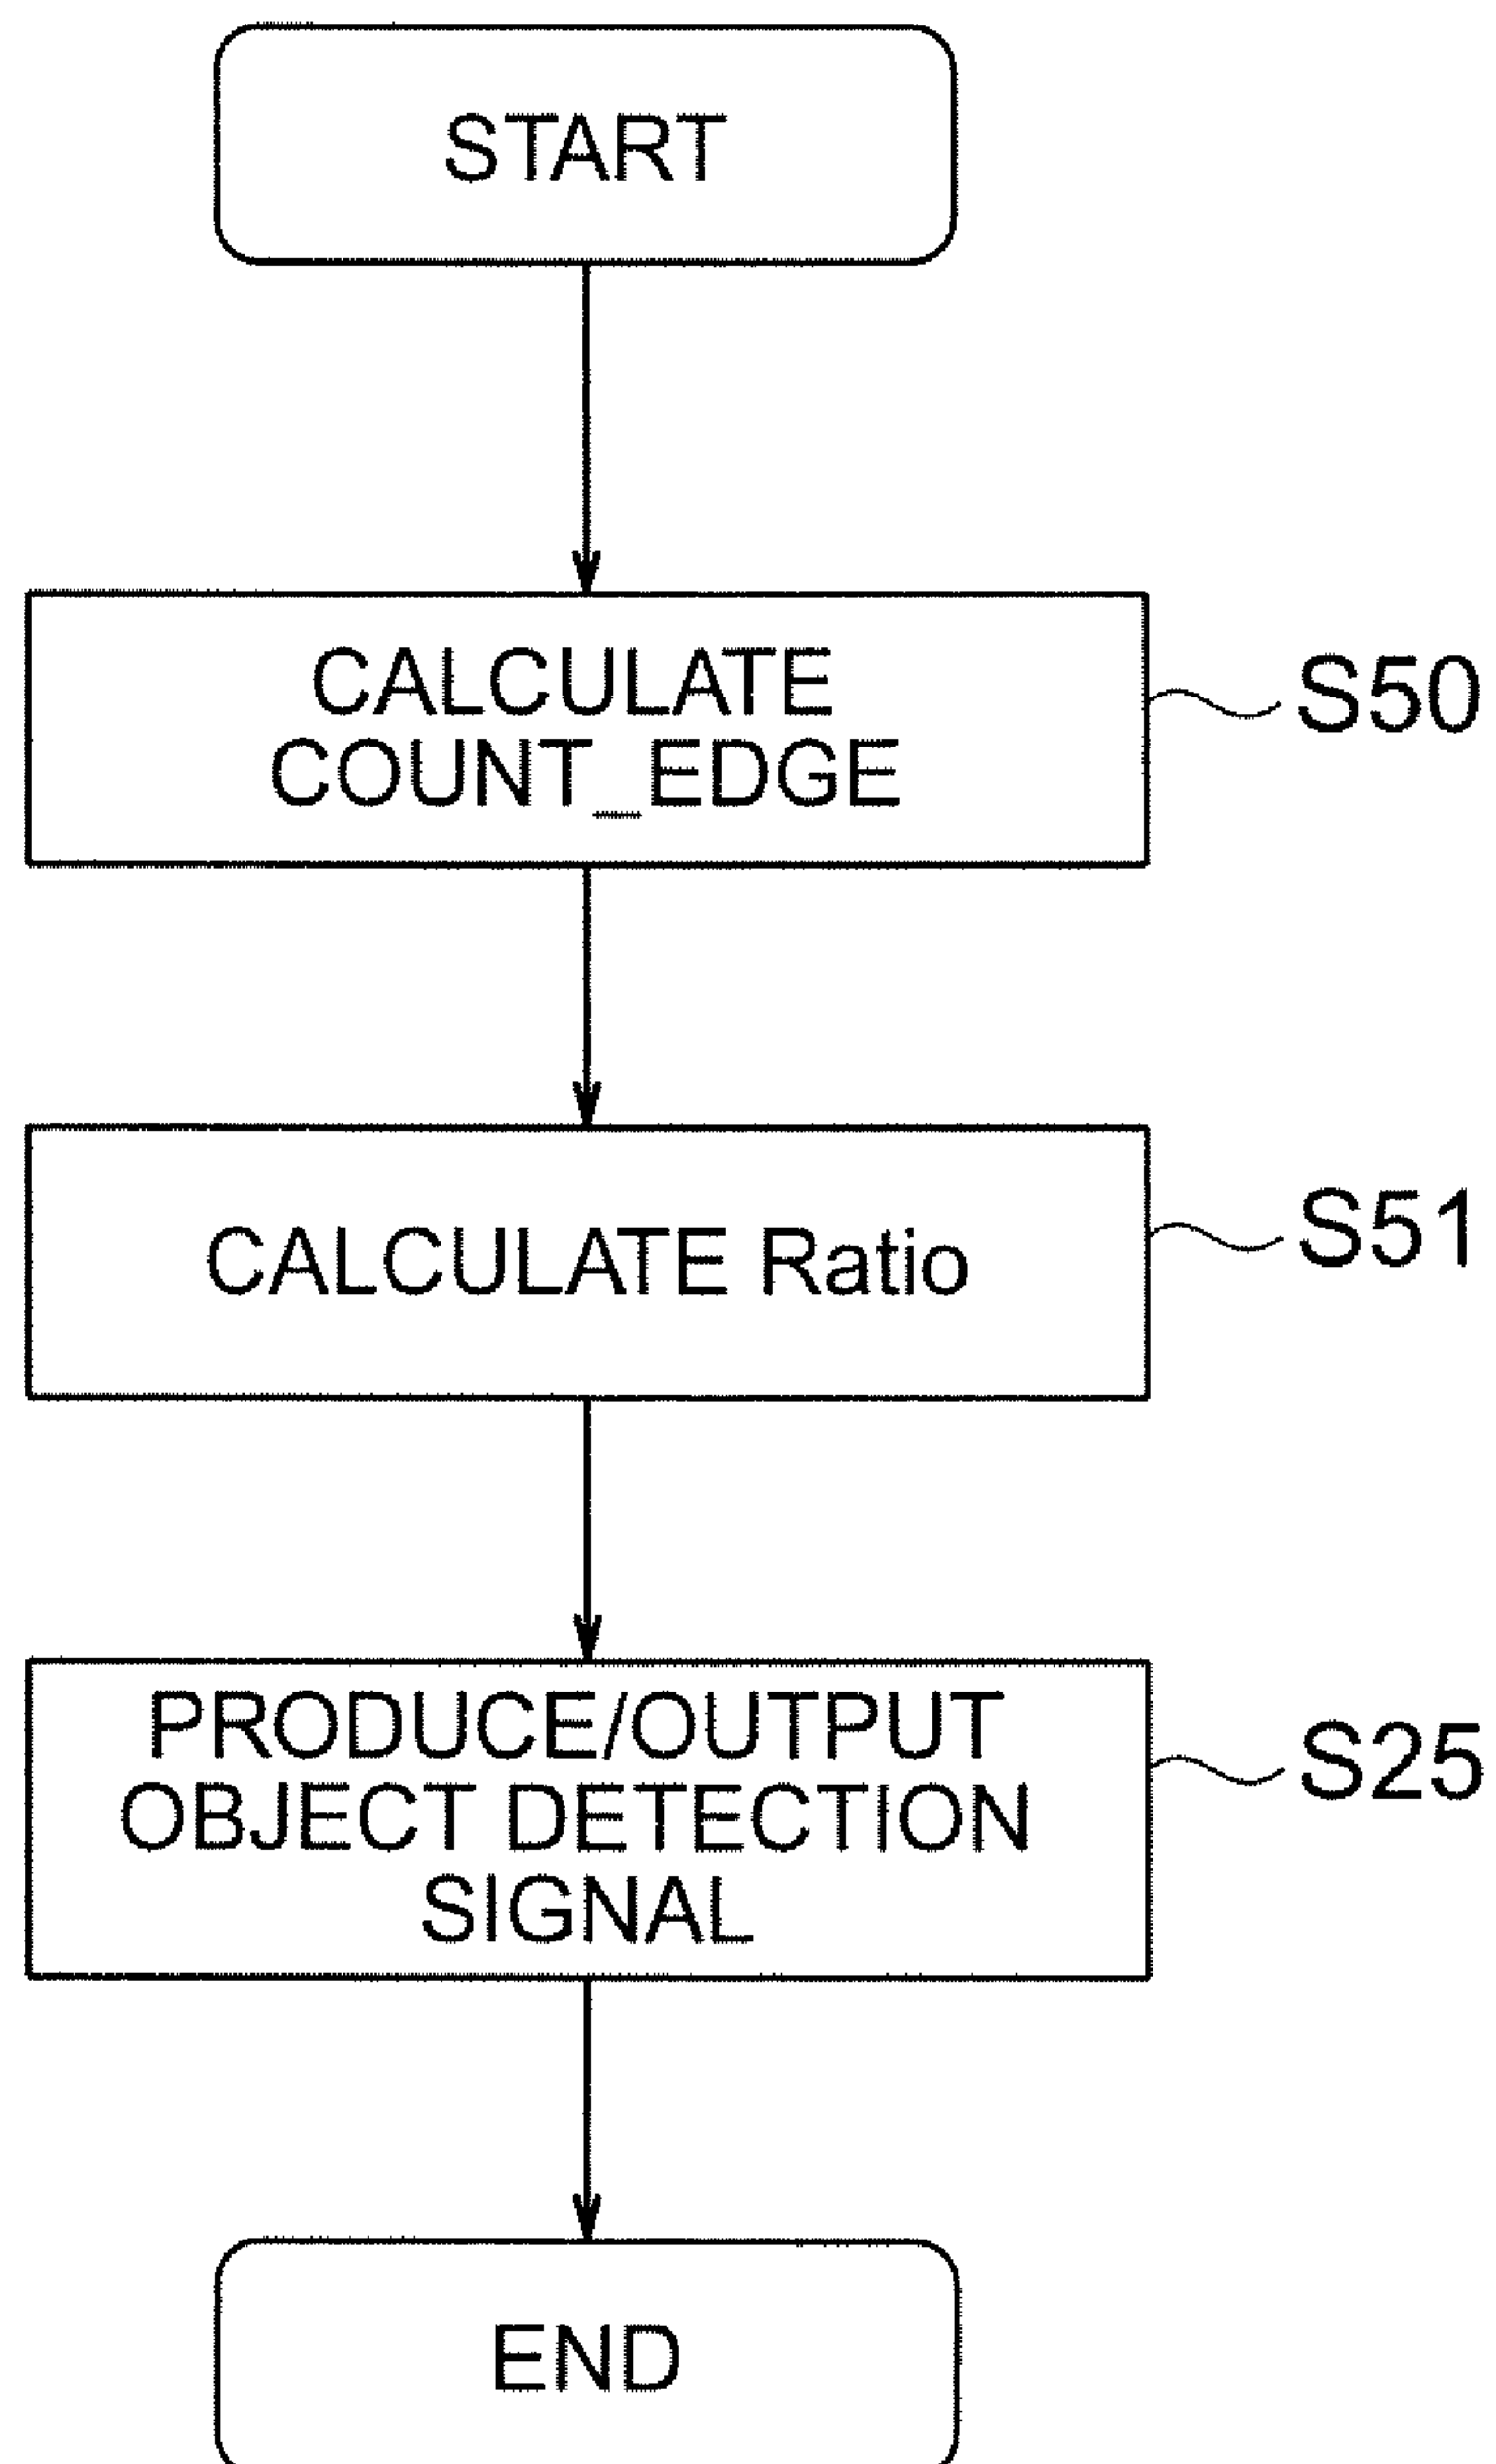 START
CALCULATE
COUNT_EDGE
S50
CALCULATE Ratio
S51
PRODUCE/OUTPUT
OBJECT DETECTION
SIGNAL
S25
END